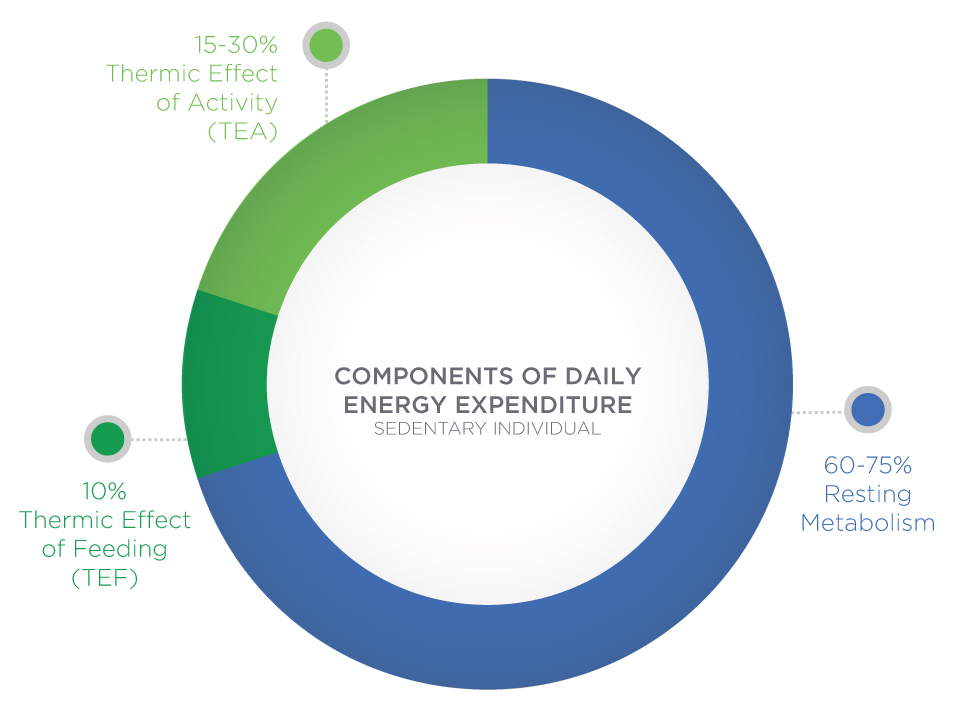 15-30%
Thermic Effect
of Activity
(TEA)
COMPONENTS OF DAILY
ENERGY EXPENDITURE
SEDENTARY INDIVIDUAL
60-75%
Resting
Metabolism
10%
Thermic Effect
of Feeding
(TEF)